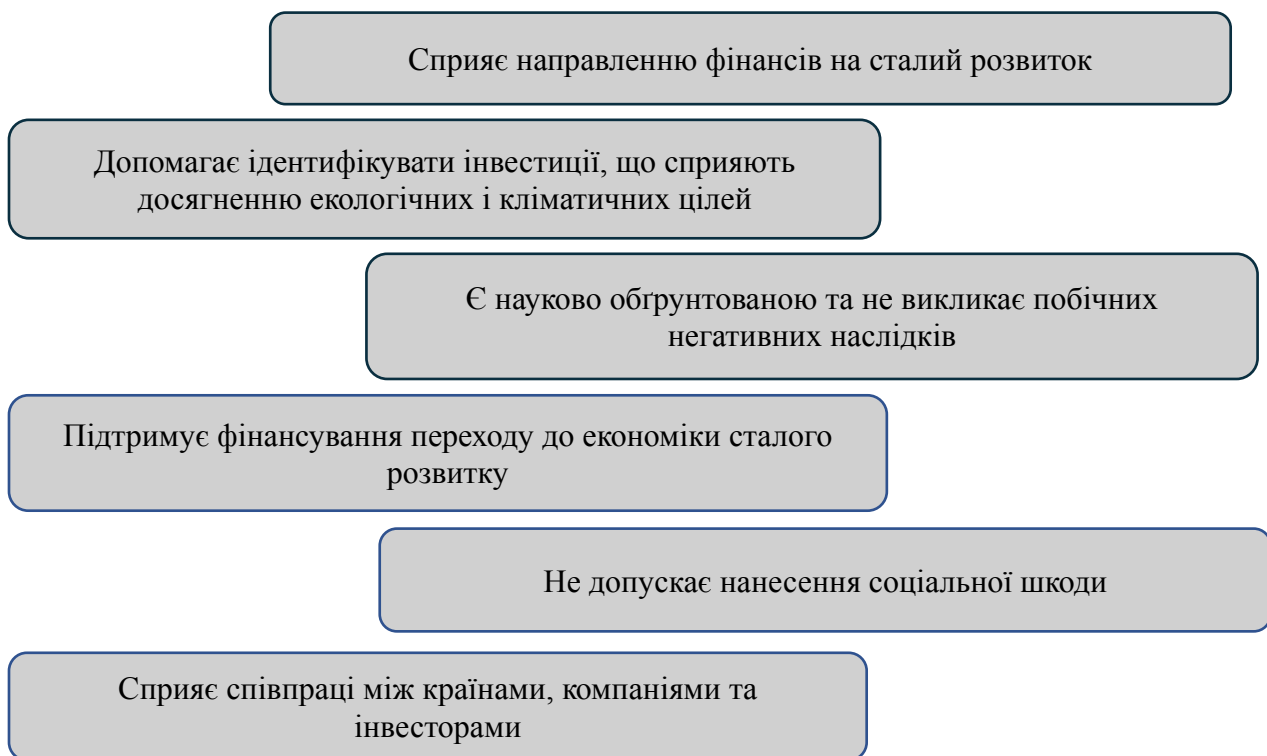 Сприяє направленню фінансів на сталий розвиток
Допомагає ідентифікувати інвестиції, що сприяють
досягненню екологічних і кліматичних цілей
Є науково обґрунтованою та не викликає побічних
негативних наслідків
Підтримує фінансування переходу до економіки сталого
розвитку
Не допускає нанесення соціальної шкоди
Сприяє співпраці між країнами, компаніями та
інвесторами